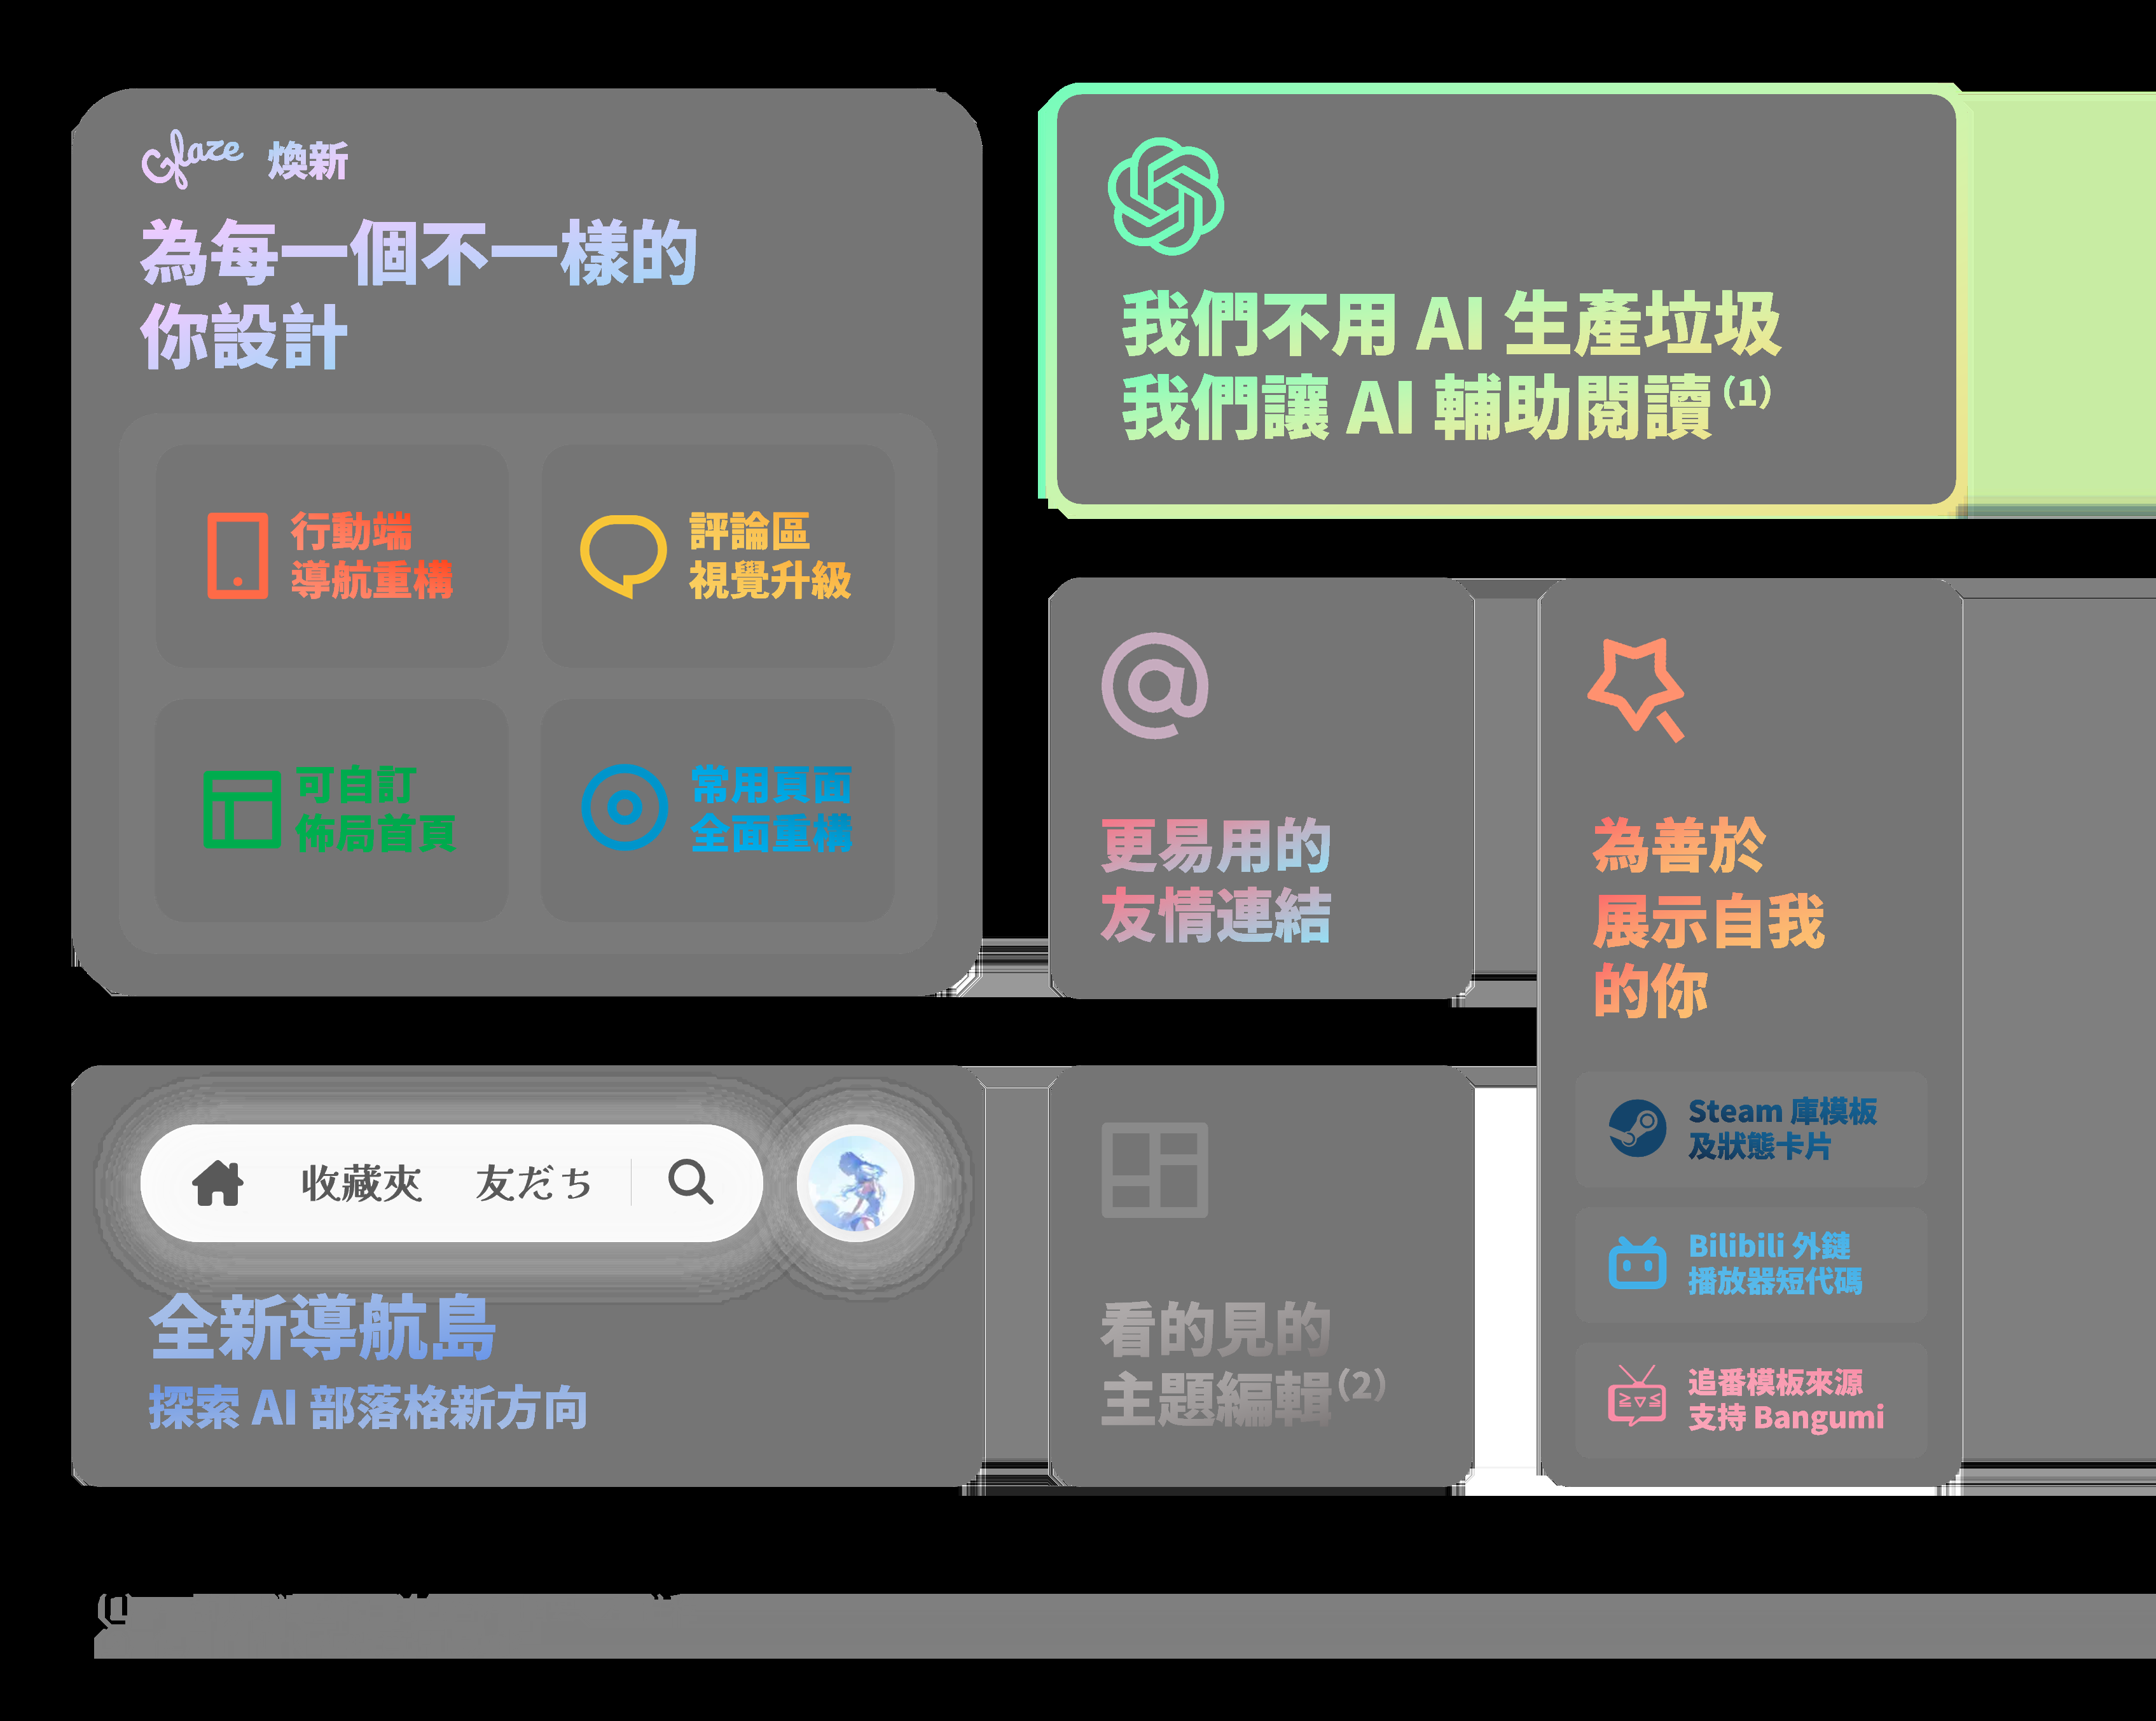 Glaze 煥新
為每一個不一樣的
你設計
行動端
導航重構
評論區
視覺升級
可自訂
佈局首頁
常用頁面
全面重構
我們不用 AI 生產垃圾
我們讓 AI 輔助閱讀(1)
更易用的
友情連結
為善於
展示自我
的你
Steam 庫模板
及狀態卡片
Bilibili 外鏈
播放器短代碼
追番模板來源
支持 Bangumi
收藏夾 友だち
全新導航島
探索 AI 部落格新方向
看的見的
主題編輯(2)